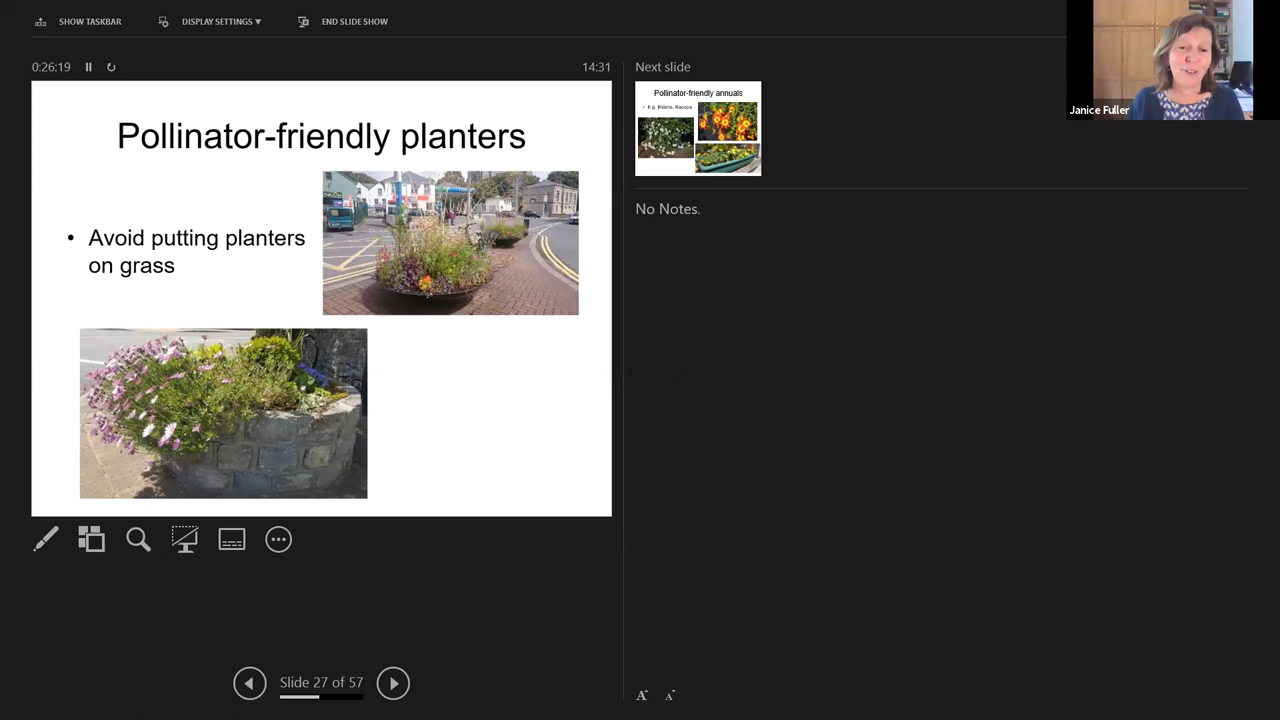 SHOW TASKBAR
DISPLAY SETTINGS ▼
END SLIDE SHOW
0:26:19
14:31
Pollinator-friendly planters
• Avoid putting planters
on grass
Next slide
Pollinator-friendly annuals
• E.g. Bidens, Bacopa
No Notes.
Janice Fuller
Slide 27 of 57
A
A